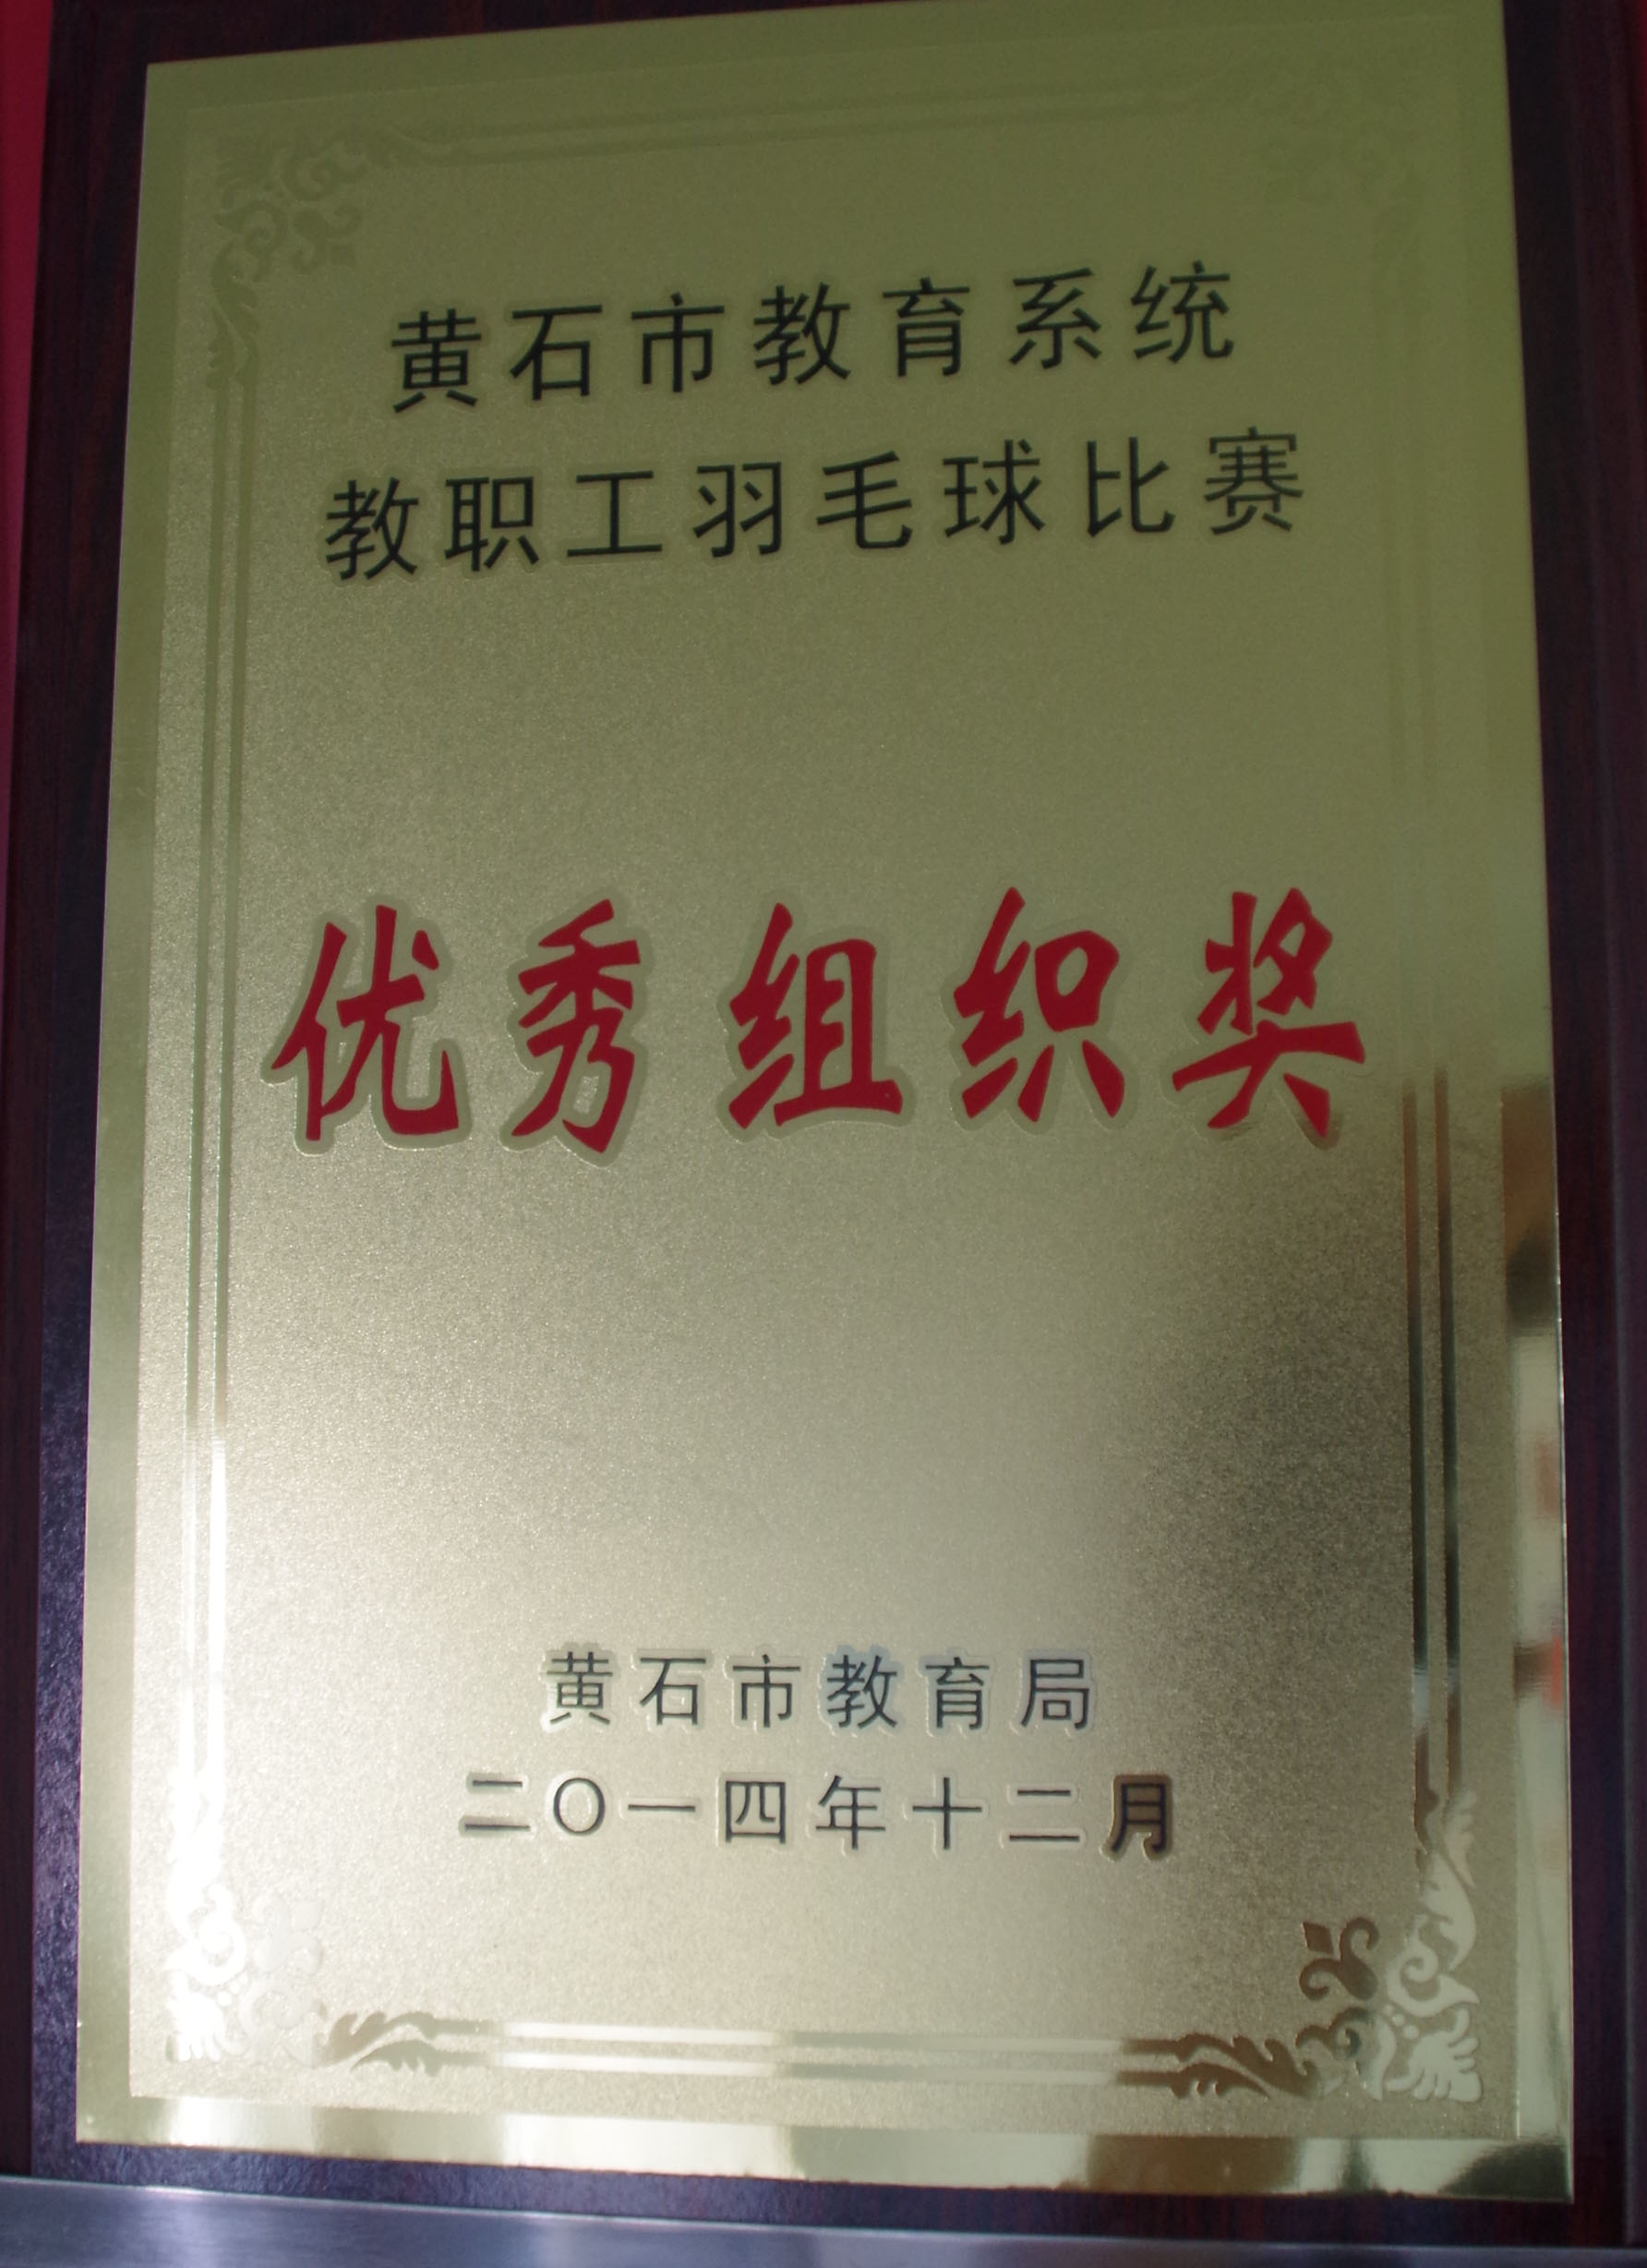 黄石市教育系统
教职工羽毛球比赛
优秀组织奖
黄石市教育局
二〇一四年十二月